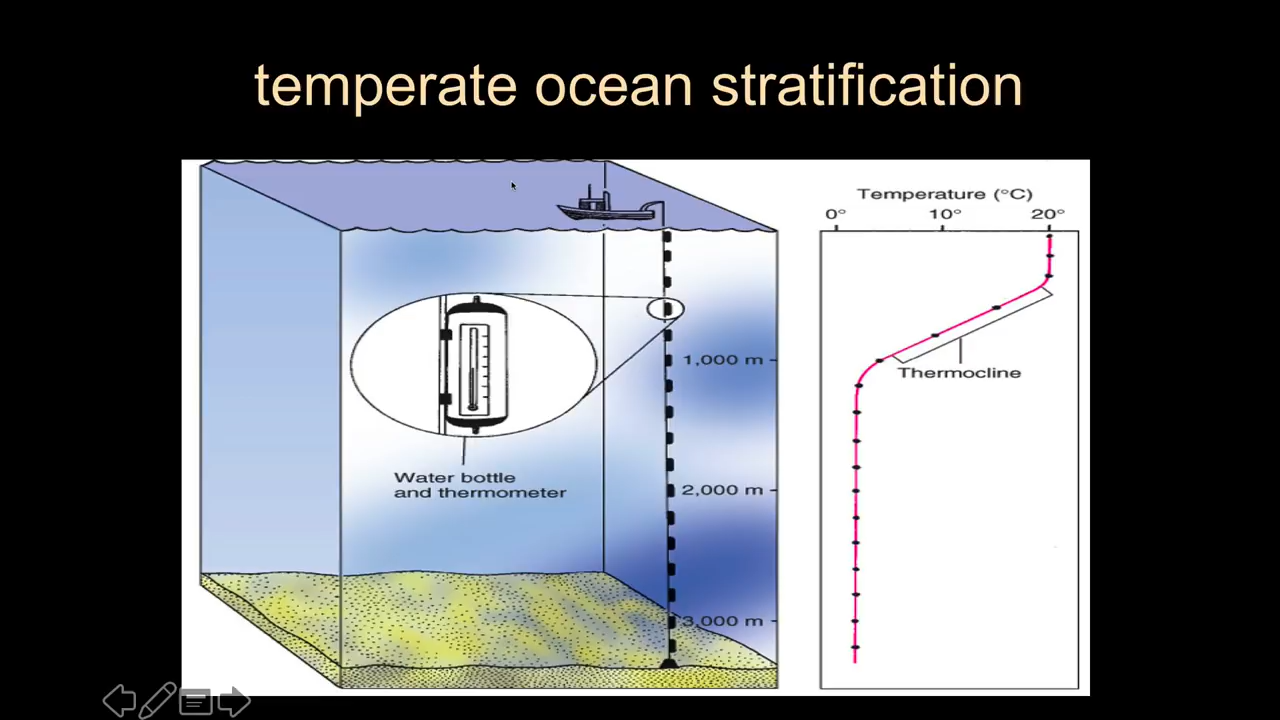 temperate ocean stratification
Temperature (°C)
0° 10° 20°
1,000 m
Thermocline
Water bottle
and thermometer
2,000 m
3,000 m